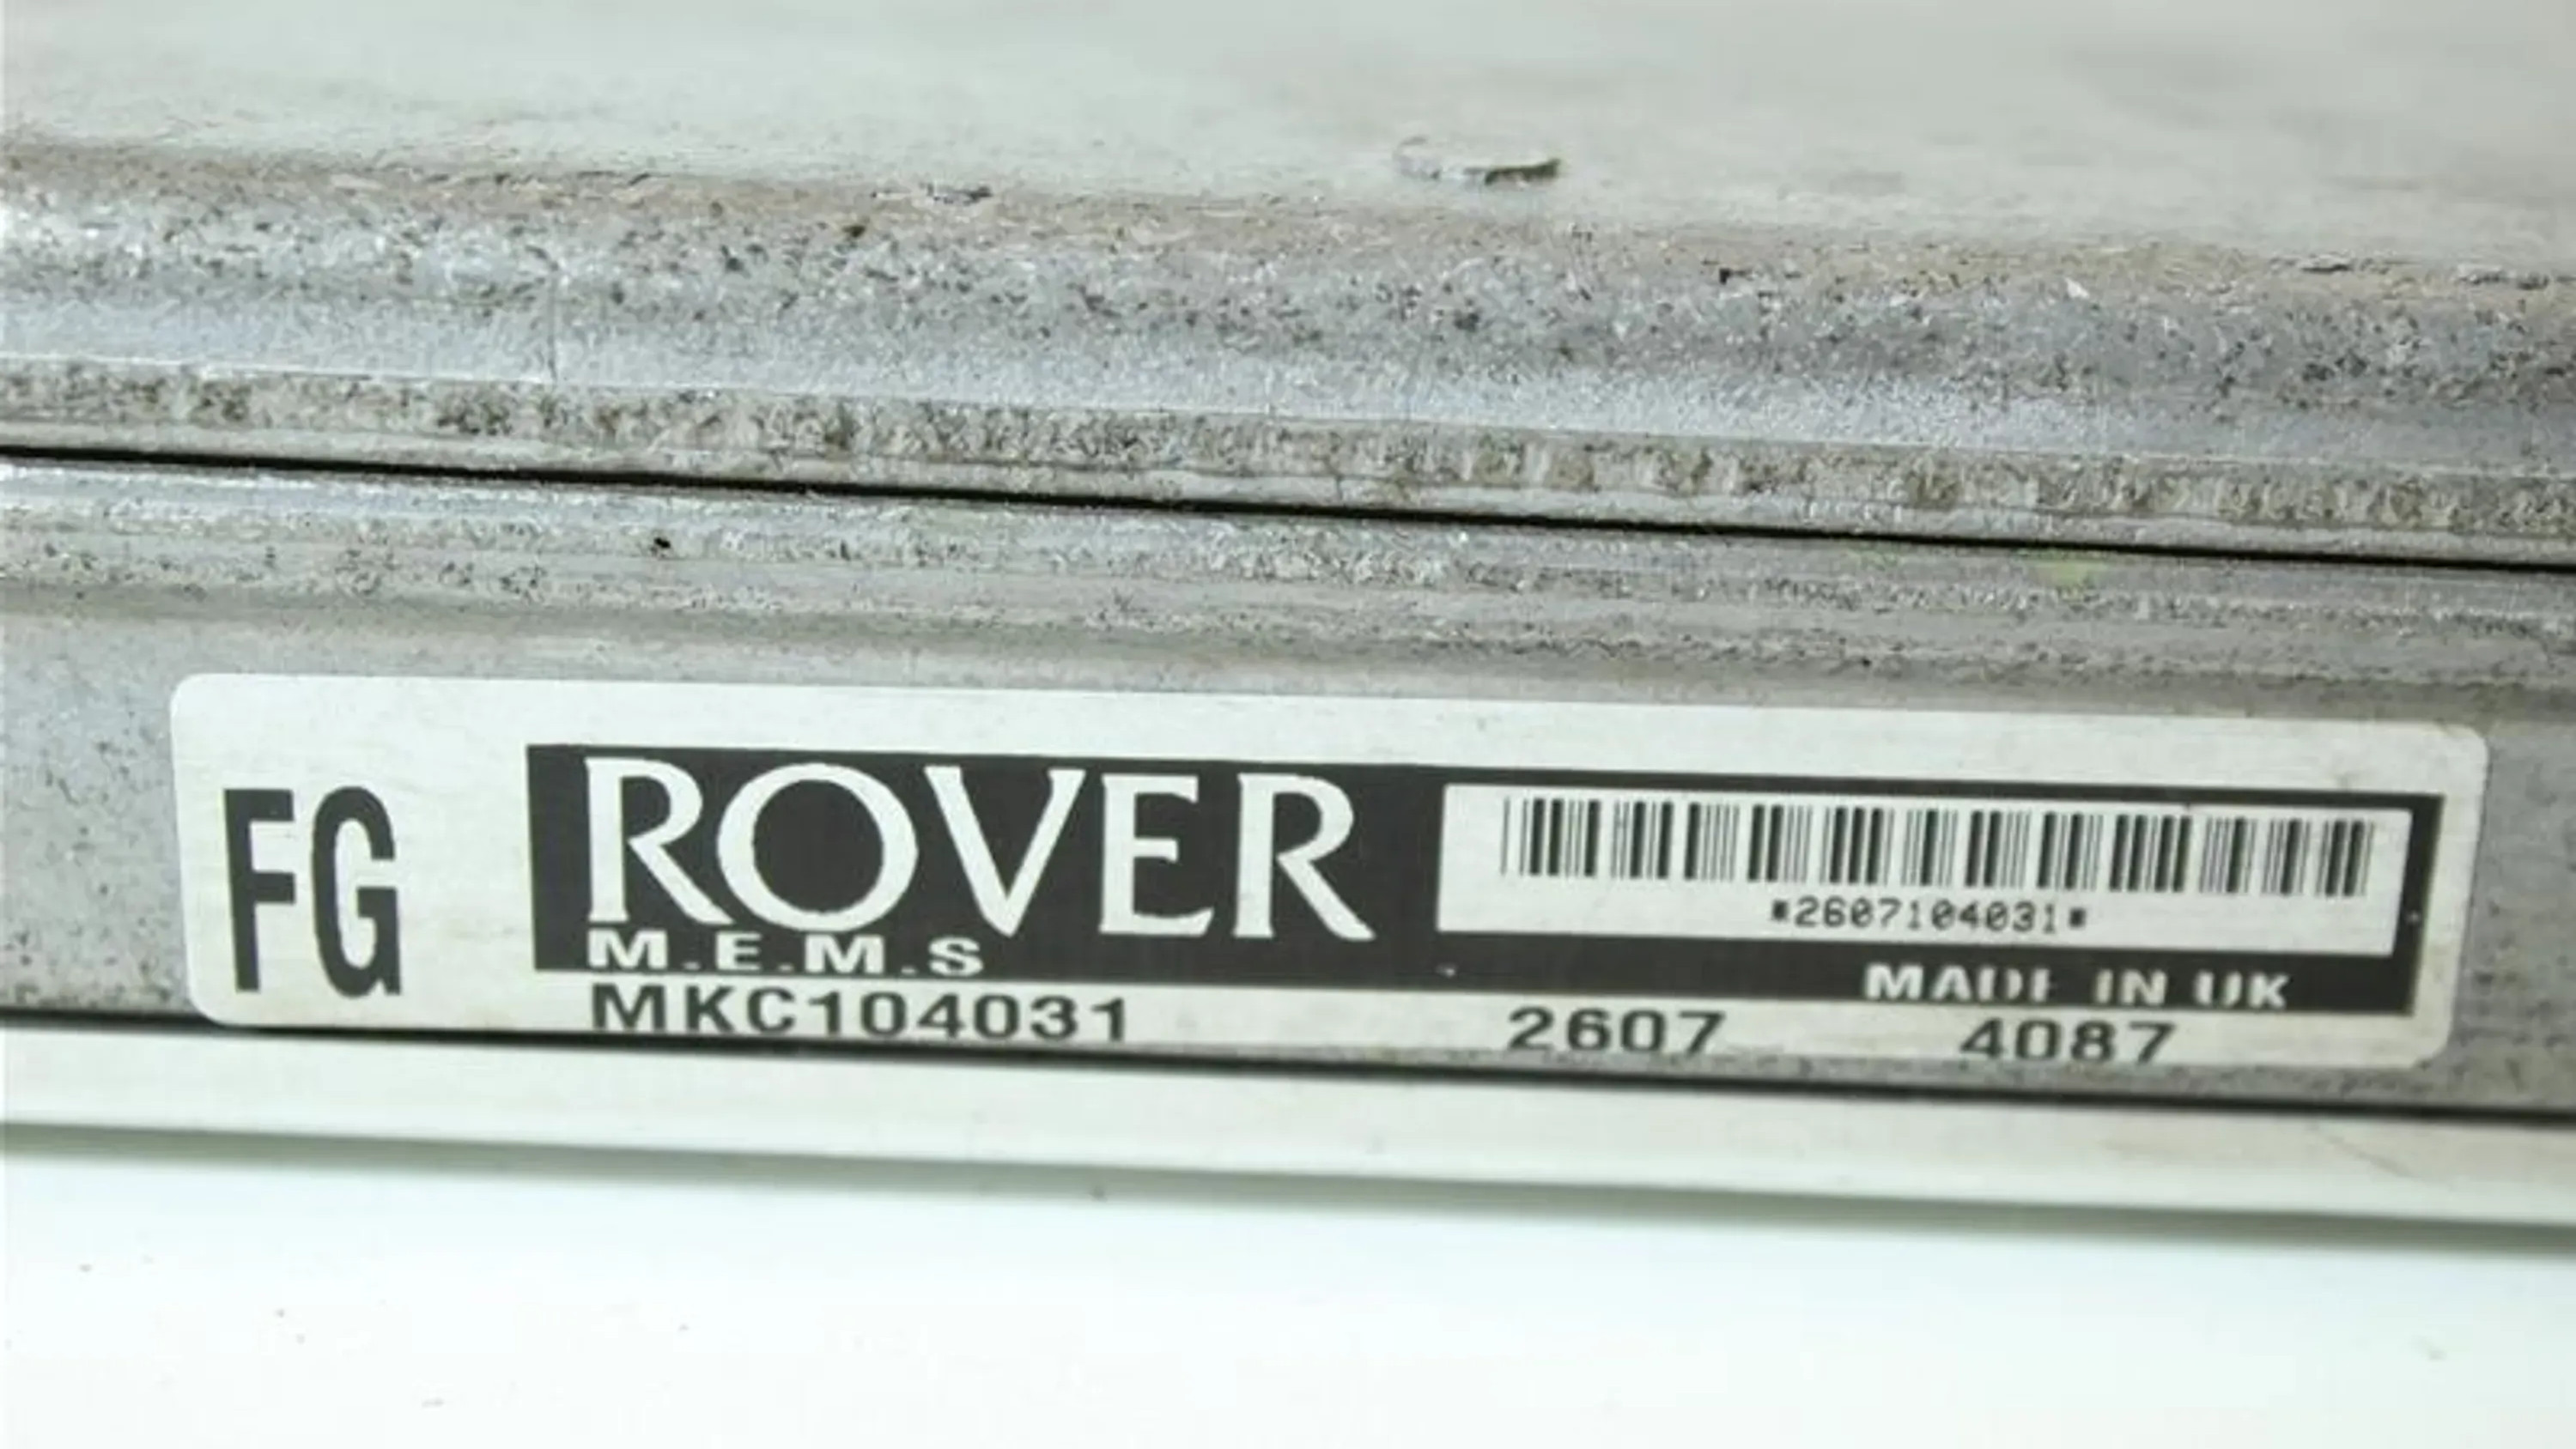 FG
ROVER
M.E.M.S
*2607104031*
MADE IN UK
MKC104031 2607 4087